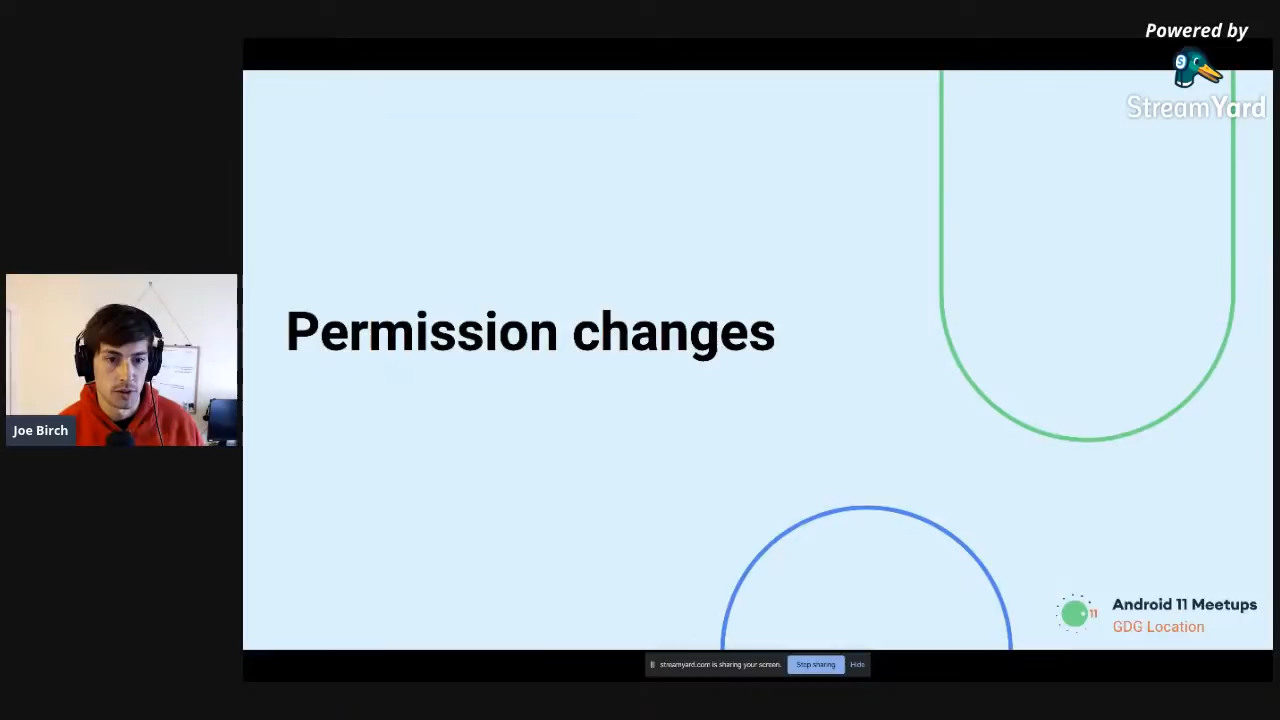 Powered by
StreamYard
Permission changes
Joe Birch
11
Android 11 Meetups
GDG Location
streamyard.com is sharing your screen.
Stop sharing
Hide